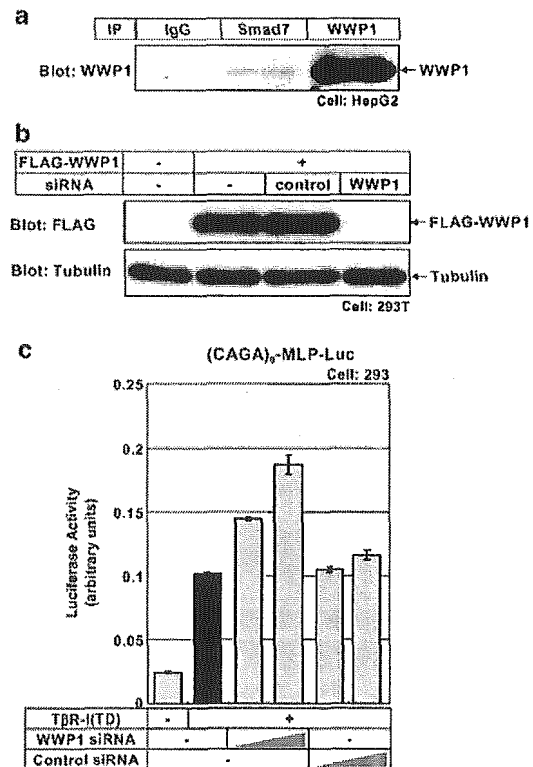 a
IP IgG Smad7 WWP1
Blot: WWP1 ← WWP1
Cell: HepG2
b
FLAG-WWP1 - +
siRNA - - control WWP1
Blot: FLAG ← FLAG-WWP1
Blot: Tubulin ← Tubulin
Cell: 293T
c
(CAGA)₉-MLP-Luc
Cell: 293
0.25
0.2
0.15
0.1
0.05
0
Luciferase Activity
(arbitrary units)
TβR-I(TD) - +
WWP1 siRNA - -
Control siRNA -